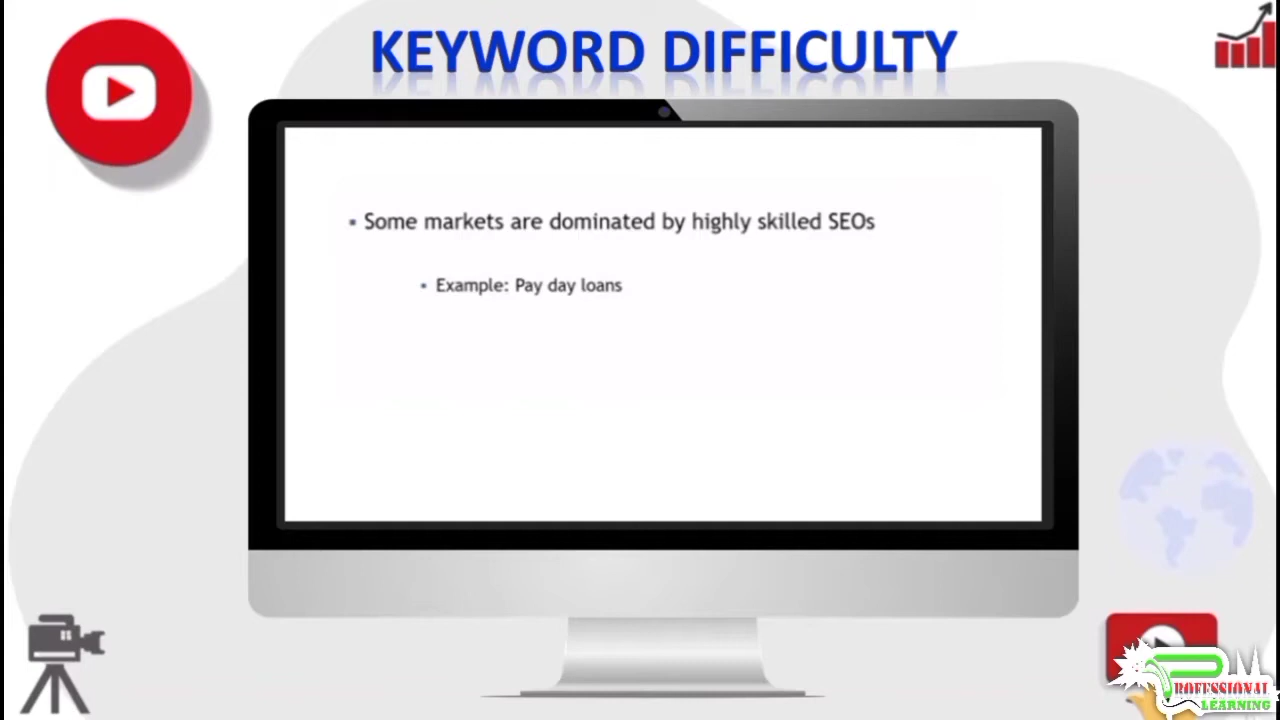 KEYWORD DIFFICULTY
▪ Some markets are dominated by highly skilled SEOs
• Example: Pay day loans
PROFESSIONAL
LEARNING